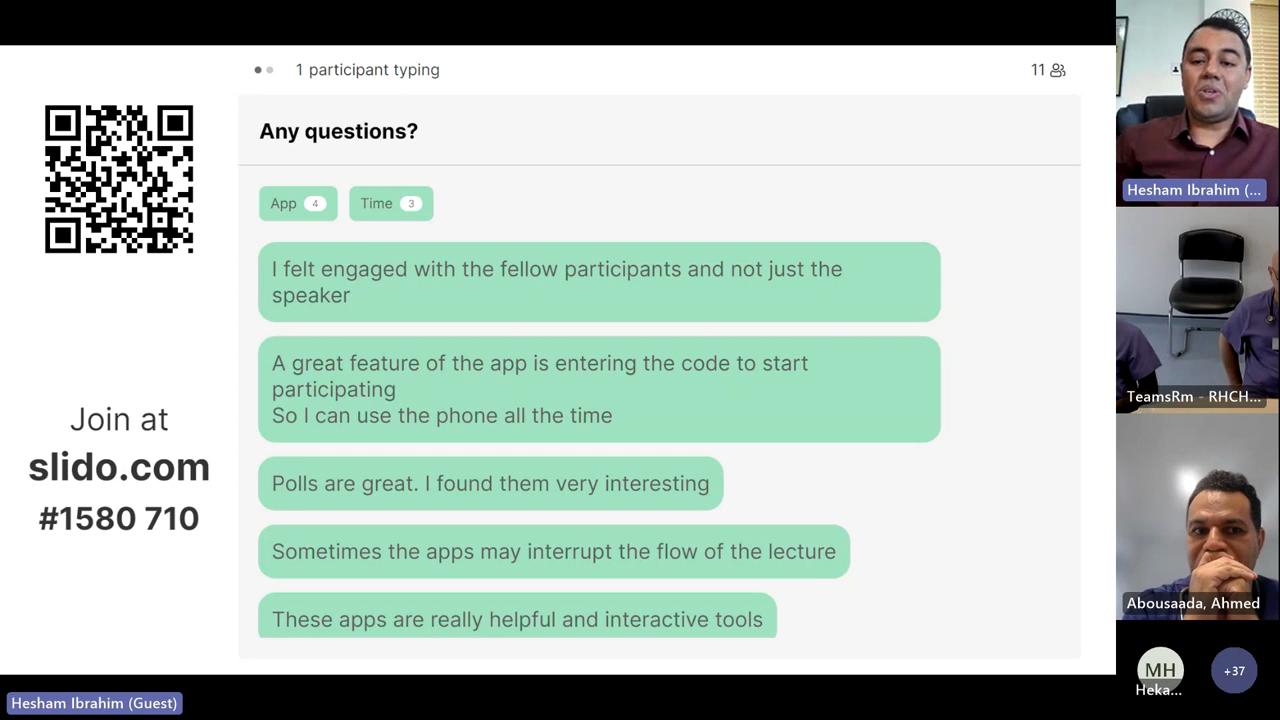 1 participant typing
11
Any questions?
App 4
Time 3
I felt engaged with the fellow participants and not just the
speaker
A great feature of the app is entering the code to start
participating
So I can use the phone all the time
Polls are great. I found them very interesting
Sometimes the apps may interrupt the flow of the lecture
These apps are really helpful and interactive tools
Join at
slido.com
#1580 710
Hesham Ibrahim (Guest)
Hesham Ibrahim (...
TeamsRm - RHCH...
Abousaada, Ahmed
MH
Heka...
+37